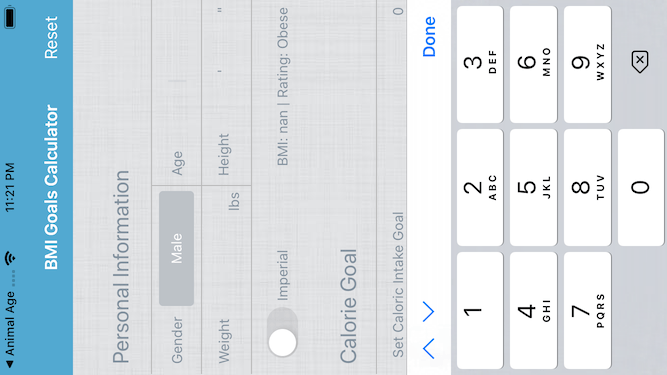 ◀ Animal Age 11:21 PM
BMI Goals Calculator Reset
Personal Information
Gender Male Age
Weight lbs Height ' "
Imperial BMI: nan | Rating: Obese
Calorie Goal
Set Caloric Intake Goal 0
Done
1 2 ABC 3 DEF
4 GHI 5 JKL 6 MNO
7 PQRS 8 TUV 9 WXYZ
0